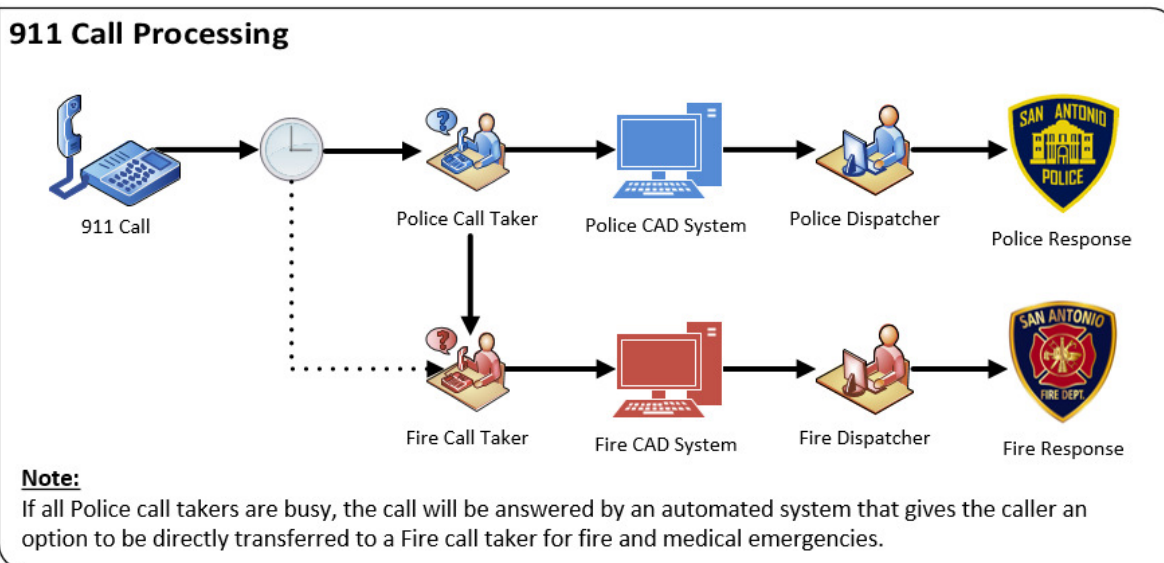 911 Call Processing
?
SAN ANTONIO
POLICE
911 Call
Police Call Taker
Police CAD System
Police Dispatcher
Police Response
?
SAN ANTONIO
FIRE DEPT.
Fire Call Taker
Fire CAD System
Fire Dispatcher
Fire Response
Note:
If all Police call takers are busy, the call will be answered by an automated system that gives the caller an
option to be directly transferred to a Fire call taker for fire and medical emergencies.